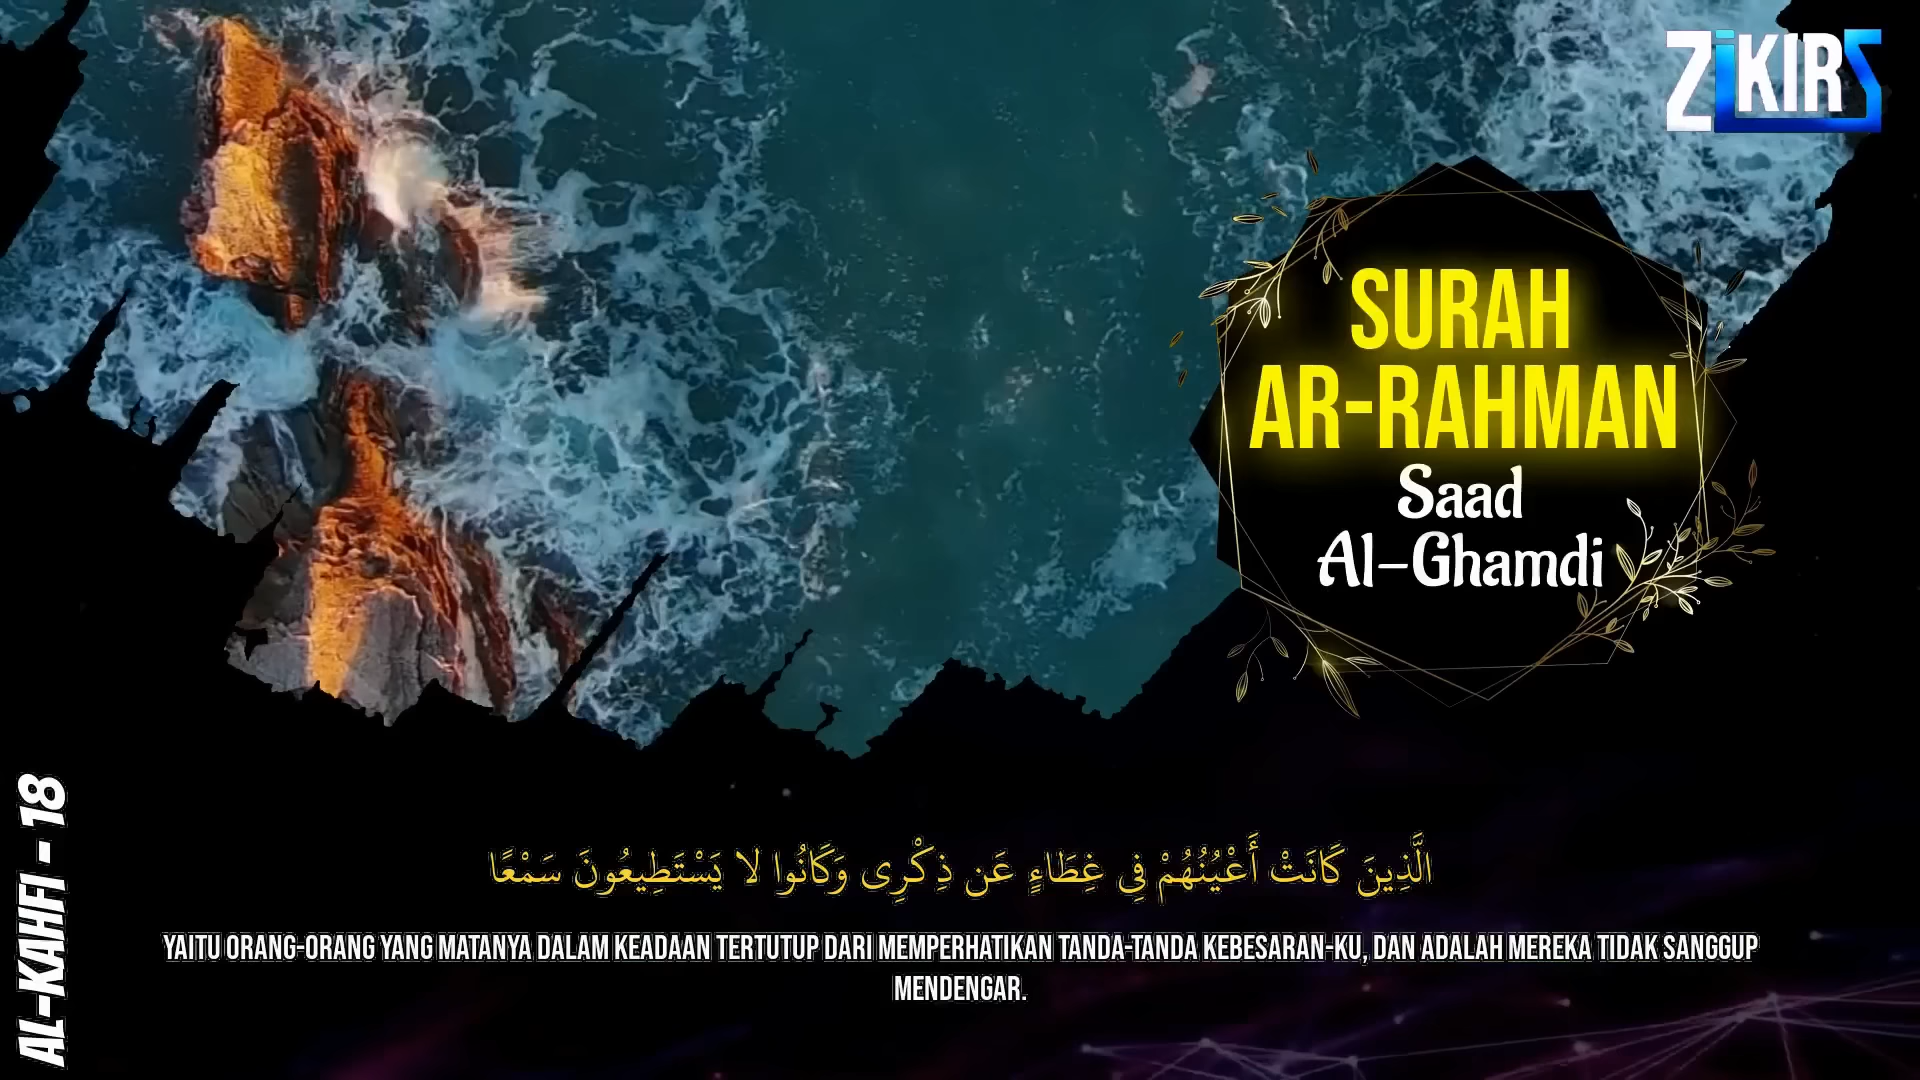 ZiKIRS
SURAH
AR-RAHMAN
Saad
Al-Ghamdi
الَّذِينَ كَانَتْ أَعْيُنُهُمْ فِي غِطَاءٍ عَن ذِكْرِى وَكَانُوا لا يَسْتَطِيعُونَ سَمْعًا
YAITU ORANG-ORANG YANG MATANYA DALAM KEADAAN TERTUTUP DARI MEMPERHATIKAN TANDA-TANDA KEBESARAN-KU, DAN ADALAH MEREKA TIDAK SANGGUP
MENDENGAR.
AL-KAHFI - 18